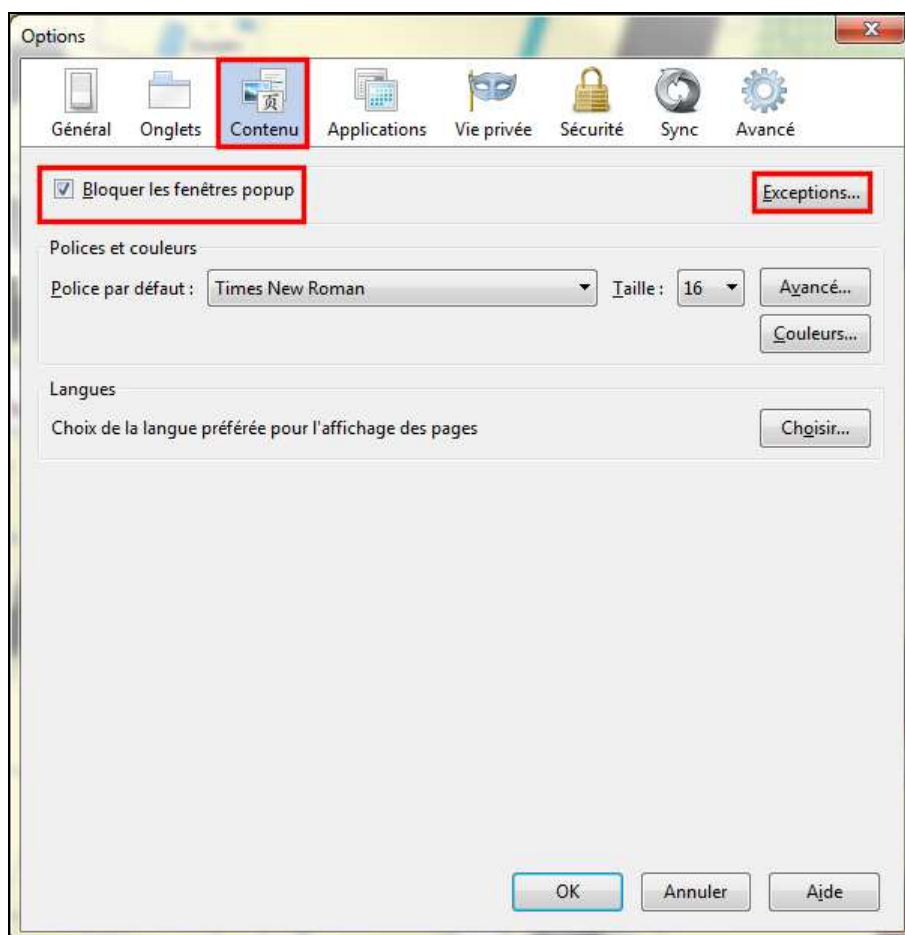 Options
Général Onglets Contenu Applications Vie privée Sécurité Sync Avancé
Bloquer les fenêtres popup Exceptions...
Polices et couleurs
Police par défaut : Times New Roman Taille : 16 Avancé...
Couleurs...
Langues
Choix de la langue préférée pour l'affichage des pages Choisir...
OK Annuler Aide